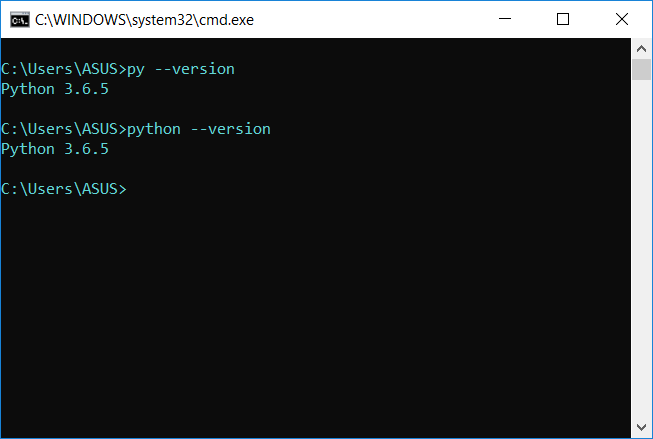 C:\WINDOWS\system32\cmd.exe
C:\Users\ASUS>py --version
Python 3.6.5
C:\Users\ASUS>python --version
Python 3.6.5
C:\Users\ASUS>